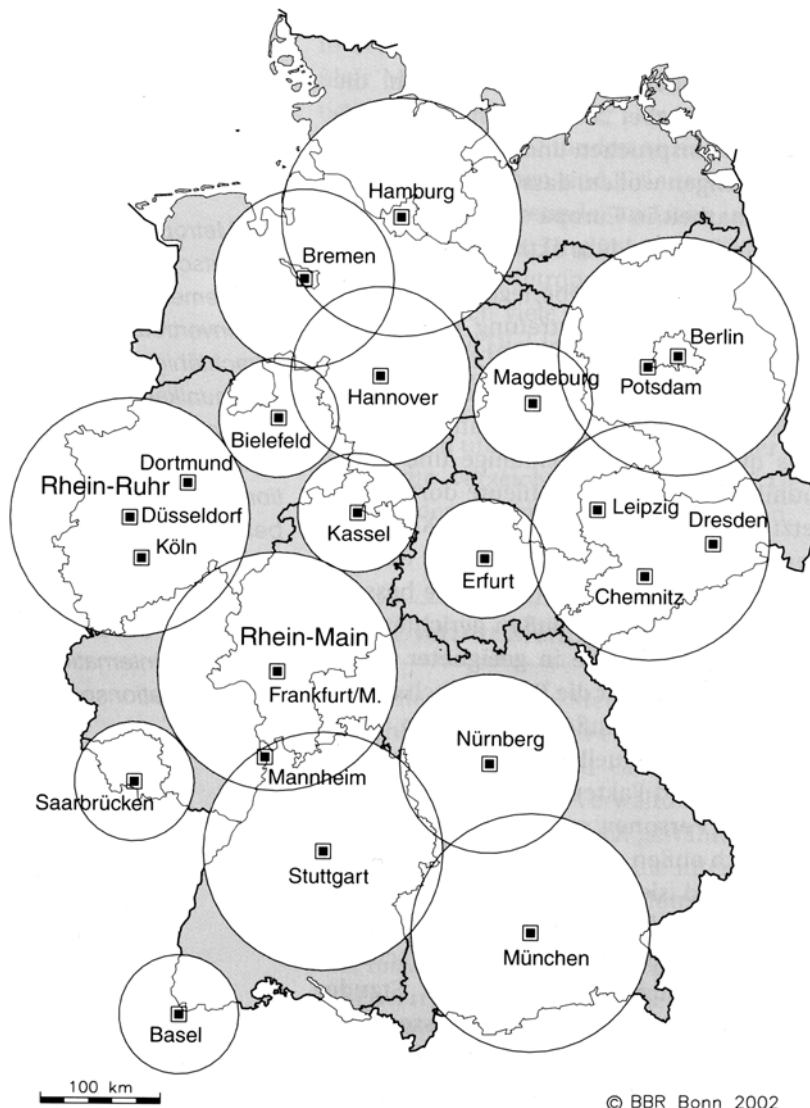 Hamburg
Bremen
Berlin
Potsdam
Hannover
Magdeburg
Bielefeld
Dortmund
Rhein-Ruhr
Düsseldorf
Köln
Kassel
Leipzig
Dresden
Erfurt
Chemnitz
Rhein-Main
Frankfurt/M.
Nürnberg
Mannheim
Saarbrücken
Stuttgart
München
Basel
100 km
© BBR Bonn 2002